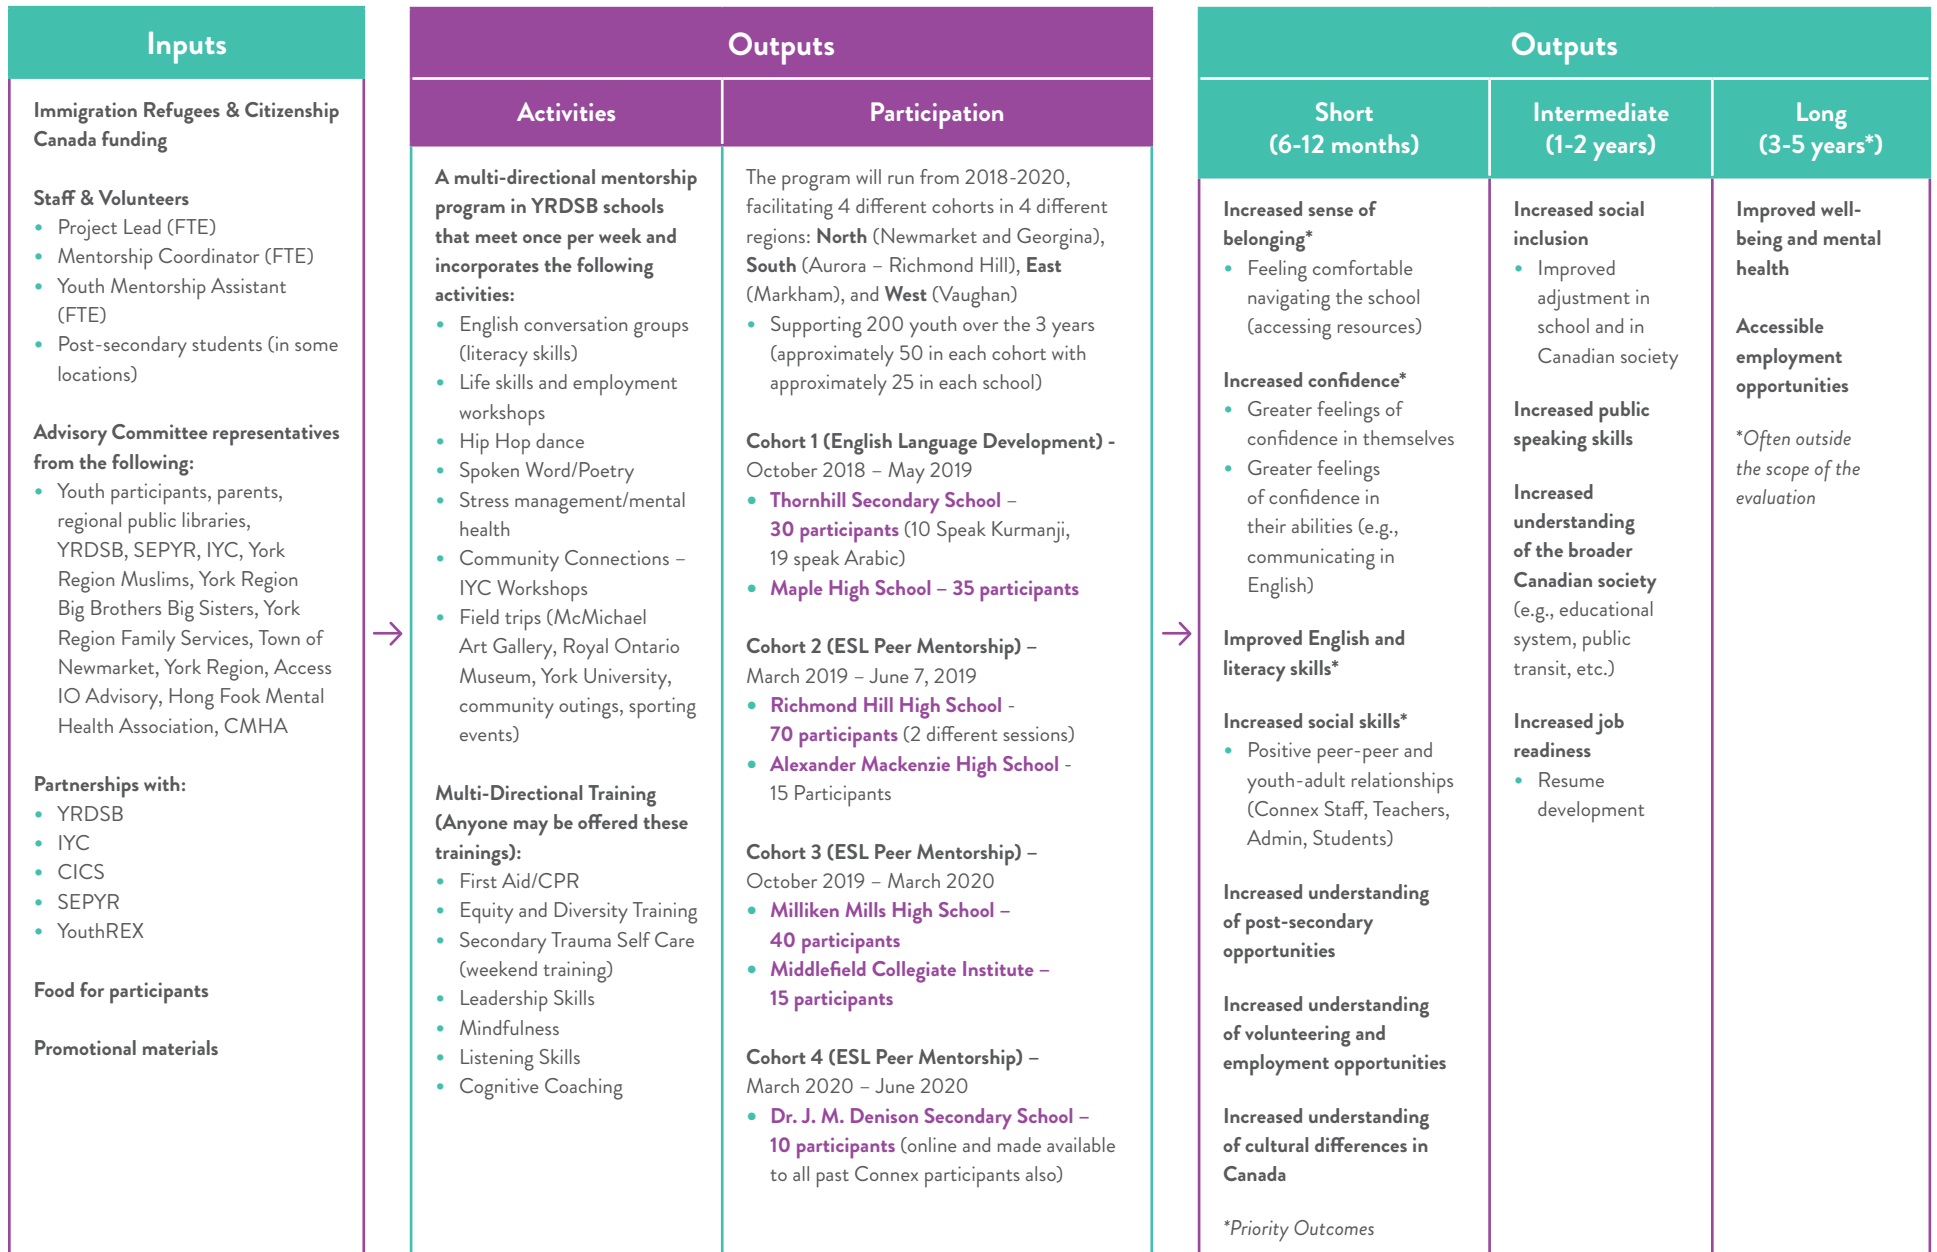 Inputs
Immigration Refugees & Citizenship
Canada funding
Staff & Volunteers
• Project Lead (FTE)
• Mentorship Coordinator (FTE)
• Youth Mentorship Assistant
(FTE)
• Post-secondary students (in some
locations)
Advisory Committee representatives
from the following:
• Youth participants, parents,
regional public libraries,
YRDSB, SEPYR, IYC, York
Region Muslims, York Region
Big Brothers Big Sisters, York
Region Family Services, Town of
Newmarket, York Region, Access
IO Advisory, Hong Fook Mental
Health Association, CMHA
Partnerships with:
• YRDSB
• IYC
• CICS
• SEPYR
• YouthREX
Food for participants
Promotional materials
Outputs
Activities
A multi-directional mentorship
program in YRDSB schools
that meet once per week and
incorporates the following
activities:
• English conversation groups
(literacy skills)
• Life skills and employment
workshops
• Hip Hop dance
• Spoken Word/Poetry
• Stress management/mental
health
• Community Connections –
IYC Workshops
• Field trips (McMichael
Art Gallery, Royal Ontario
Museum, York University,
community outings, sporting
events)
Multi-Directional Training
(Anyone may be offered these
trainings):
• First Aid/CPR
• Equity and Diversity Training
• Secondary Trauma Self Care
(weekend training)
• Leadership Skills
• Mindfulness
• Listening Skills
• Cognitive Coaching
Participation
The program will run from 2018-2020,
facilitating 4 different cohorts in 4 different
regions: North (Newmarket and Georgina),
South (Aurora – Richmond Hill), East
(Markham), and West (Vaughan)
• Supporting 200 youth over the 3 years
(approximately 50 in each cohort with
approximately 25 in each school)
Cohort 1 (English Language Development) -
October 2018 – May 2019
• Thornhill Secondary School –
30 participants (10 Speak Kurmanji,
19 speak Arabic)
• Maple High School – 35 participants
Cohort 2 (ESL Peer Mentorship) –
March 2019 – June 7, 2019
• Richmond Hill High School -
70 participants (2 different sessions)
• Alexander Mackenzie High School -
15 Participants
Cohort 3 (ESL Peer Mentorship) –
October 2019 – March 2020
• Milliken Mills High School –
40 participants
• Middlefield Collegiate Institute –
15 participants
Cohort 4 (ESL Peer Mentorship) –
March 2020 – June 2020
• Dr. J. M. Denison Secondary School –
10 participants (online and made available
to all past Connex participants also)
Outputs
Short
(6-12 months)
Increased sense of
belonging*
• Feeling comfortable
navigating the school
(accessing resources)
Increased confidence*
• Greater feelings of
confidence in themselves
• Greater feelings
of confidence in
their abilities (e.g.,
communicating in
English)
Improved English and
literacy skills*
Increased social skills*
• Positive peer-peer and
youth-adult relationships
(Connex Staff, Teachers,
Admin, Students)
Increased understanding
of post-secondary
opportunities
Increased understanding
of volunteering and
employment opportunities
Increased understanding
of cultural differences in
Canada
*Priority Outcomes
Intermediate
(1-2 years)
Increased social
inclusion
• Improved
adjustment in
school and in
Canadian society
Increased public
speaking skills
Increased
understanding
of the broader
Canadian society
(e.g., educational
system, public
transit, etc.)
Increased job
readiness
• Resume
development
Long
(3-5 years*)
Improved well-
being and mental
health
Accessible
employment
opportunities
*Often outside
the scope of the
evaluation